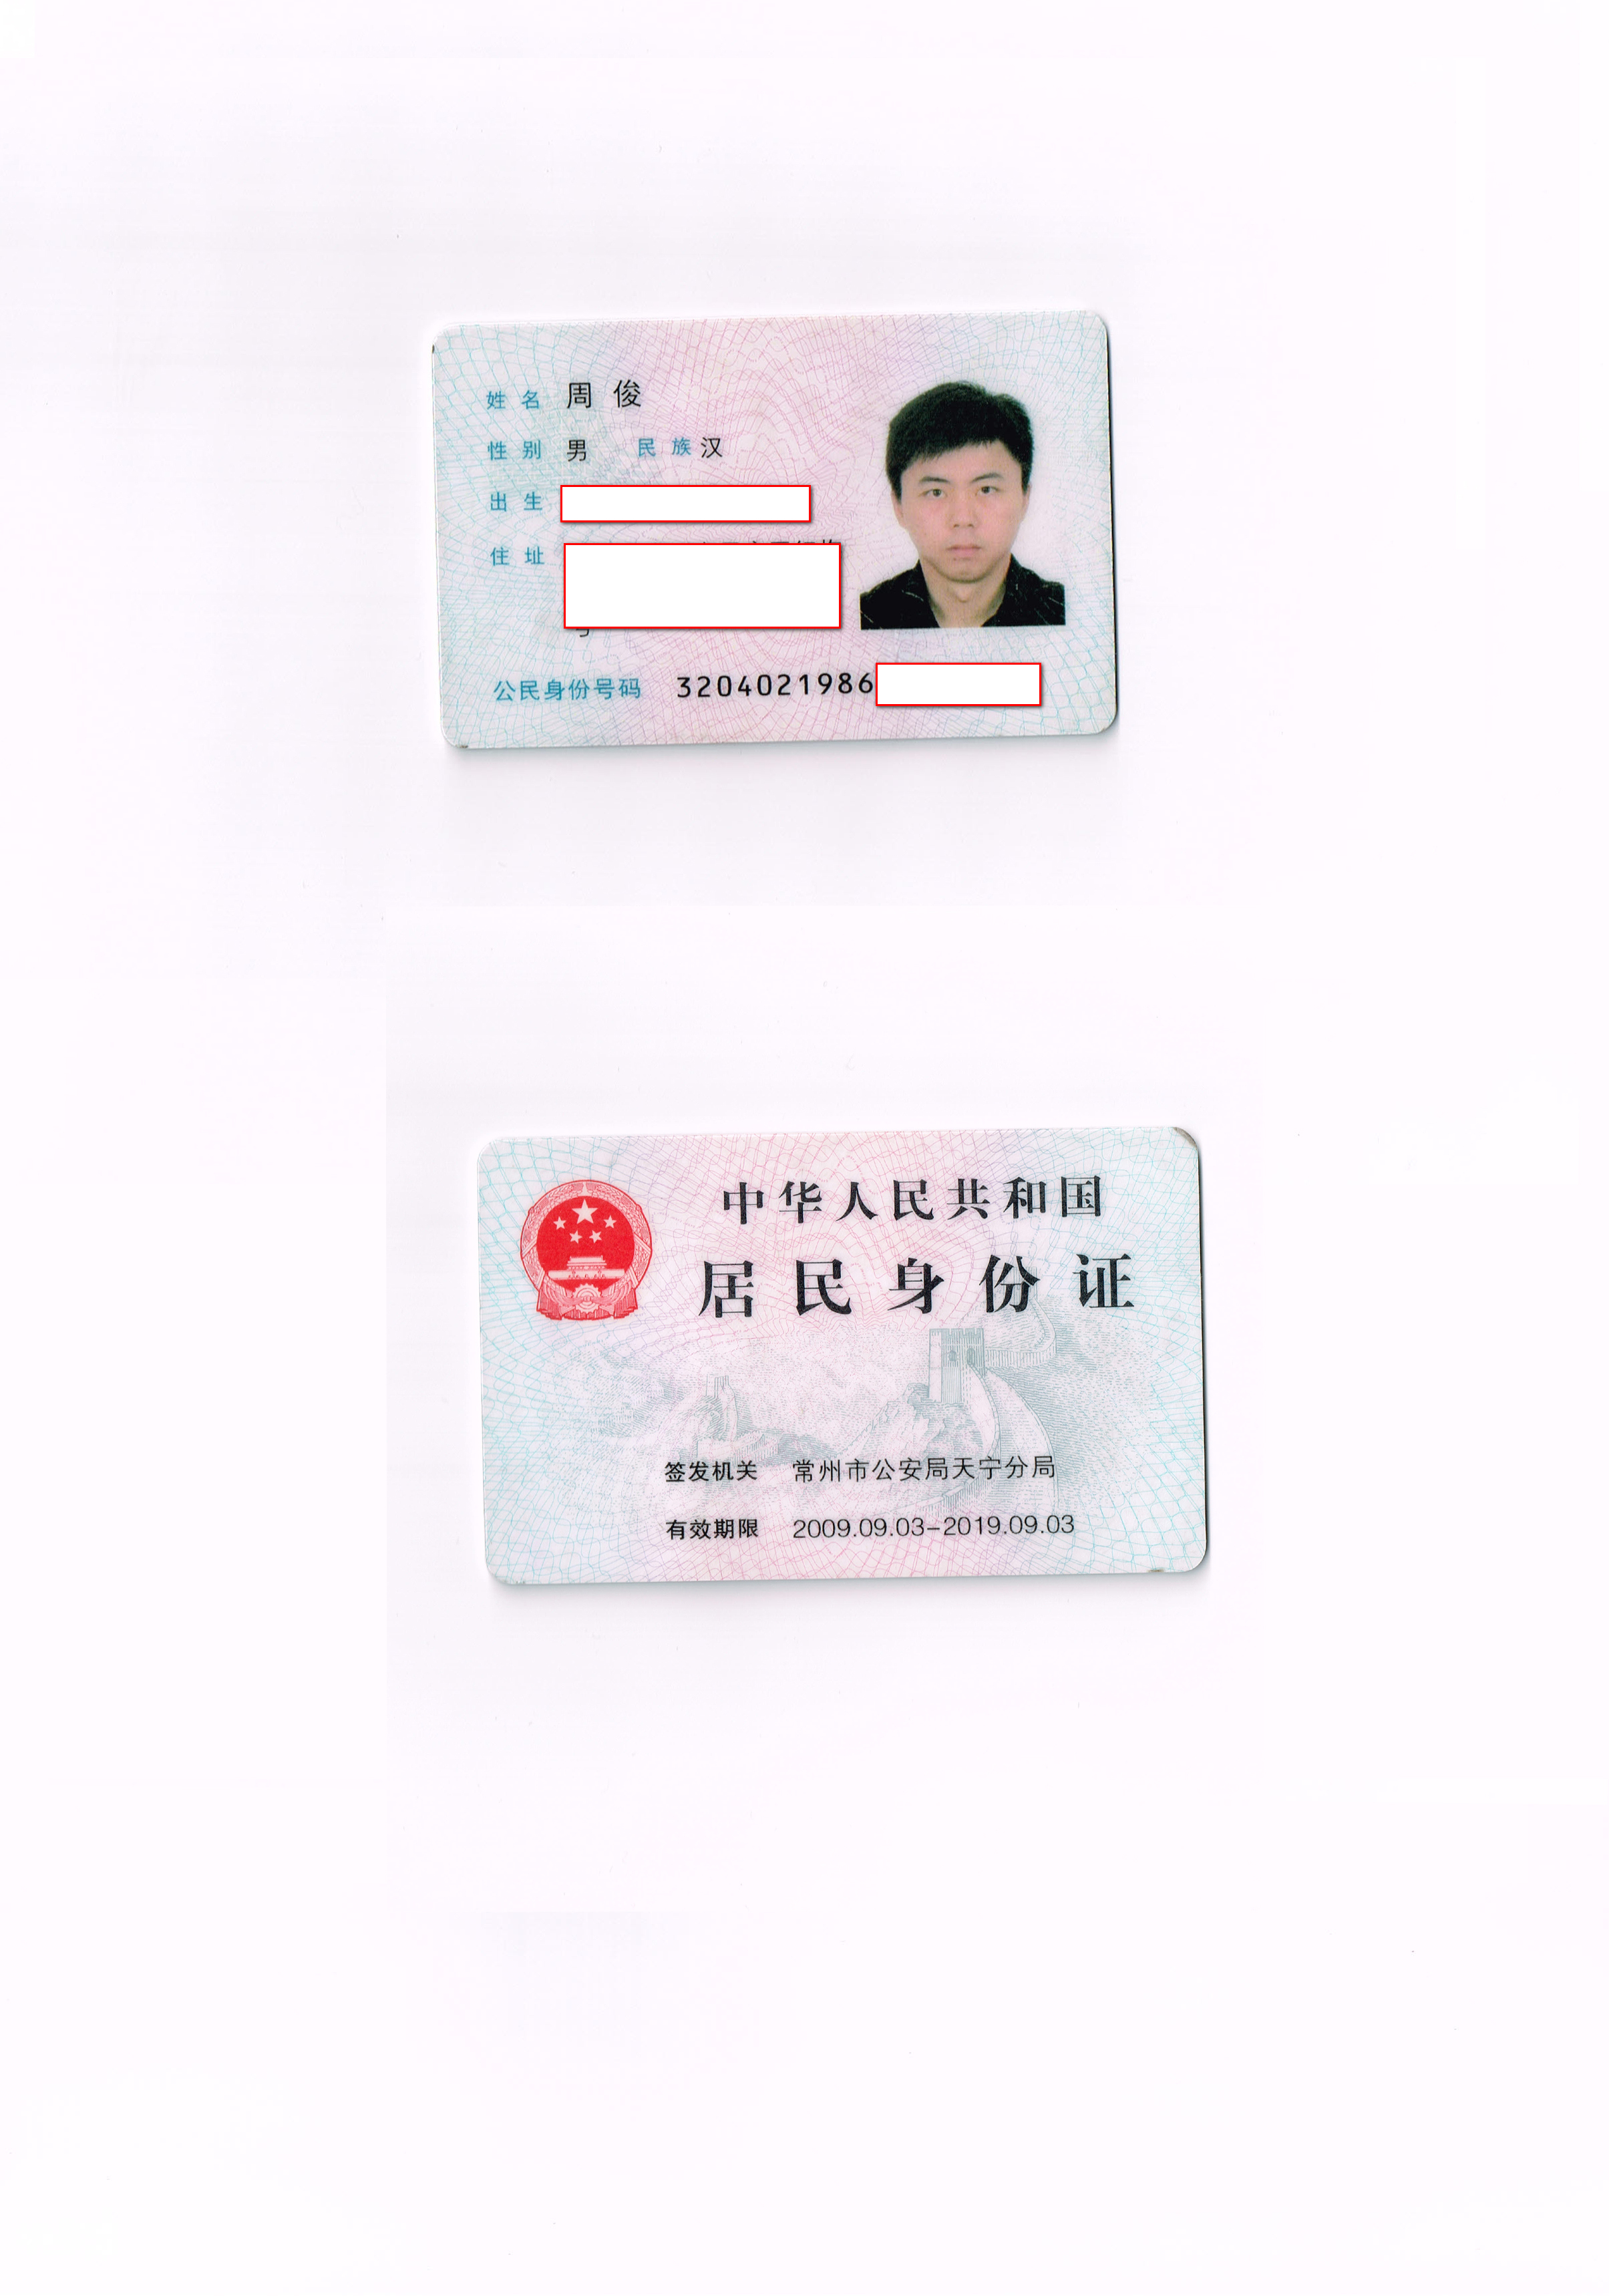 姓名 周俊
性别 男 民族 汉
出生
住址
公民身份号码 3204021986
中华人民共和国
居民身份证
签发机关 常州市公安局天宁分局
有效期限 2009.09.03-2019.09.03